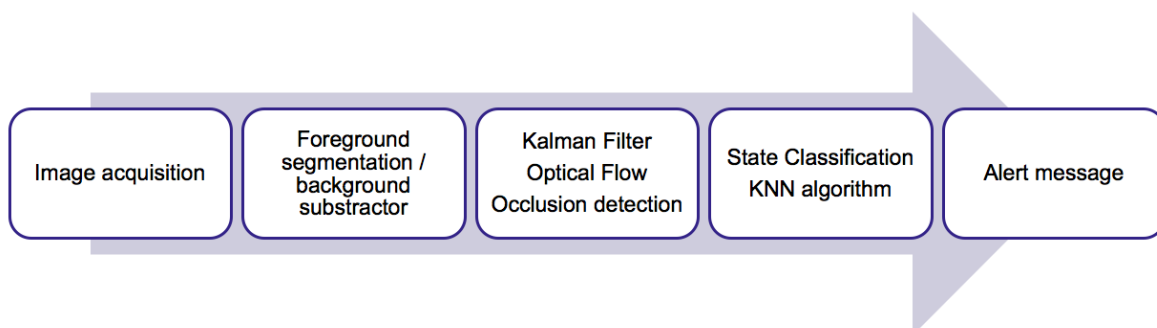 Image acquisition
Foreground
segmentation /
background
substractor
Kalman Filter
Optical Flow
Occlusion detection
State Classification
KNN algorithm
Alert message